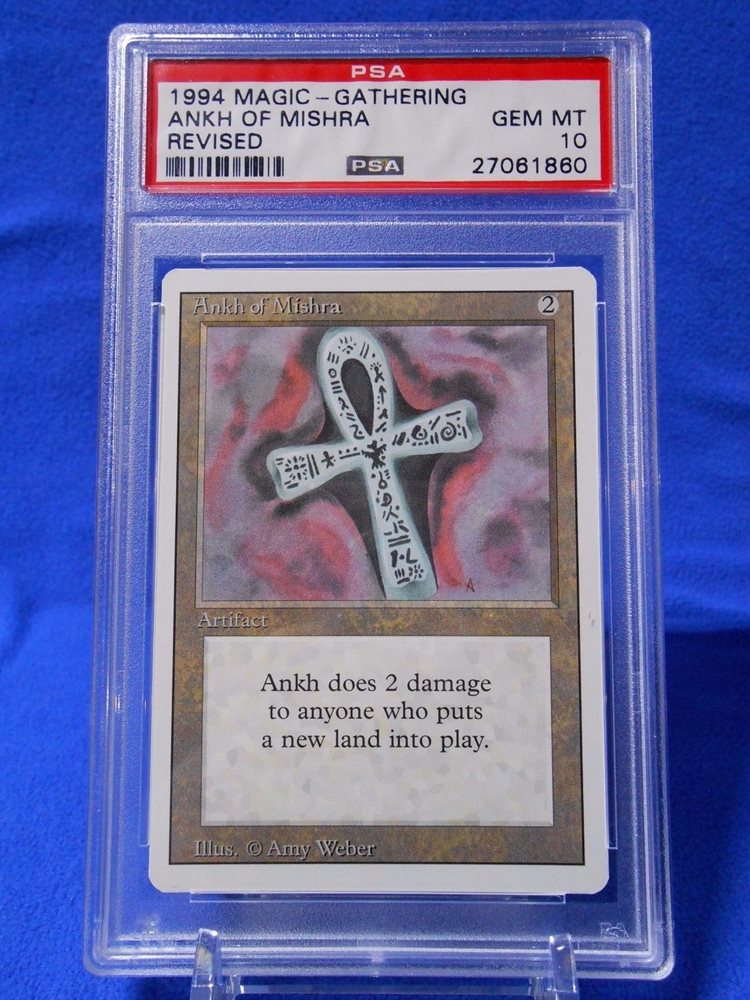 PSA
1994 MAGIC-GATHERING
ANKH OF MISHRA GEM MT
REVISED 10
PSA 27061860
Ankh of Mishra 2
A
Artifact
Ankh does 2 damage
to anyone who puts
a new land into play.
Illus. © Amy Weber